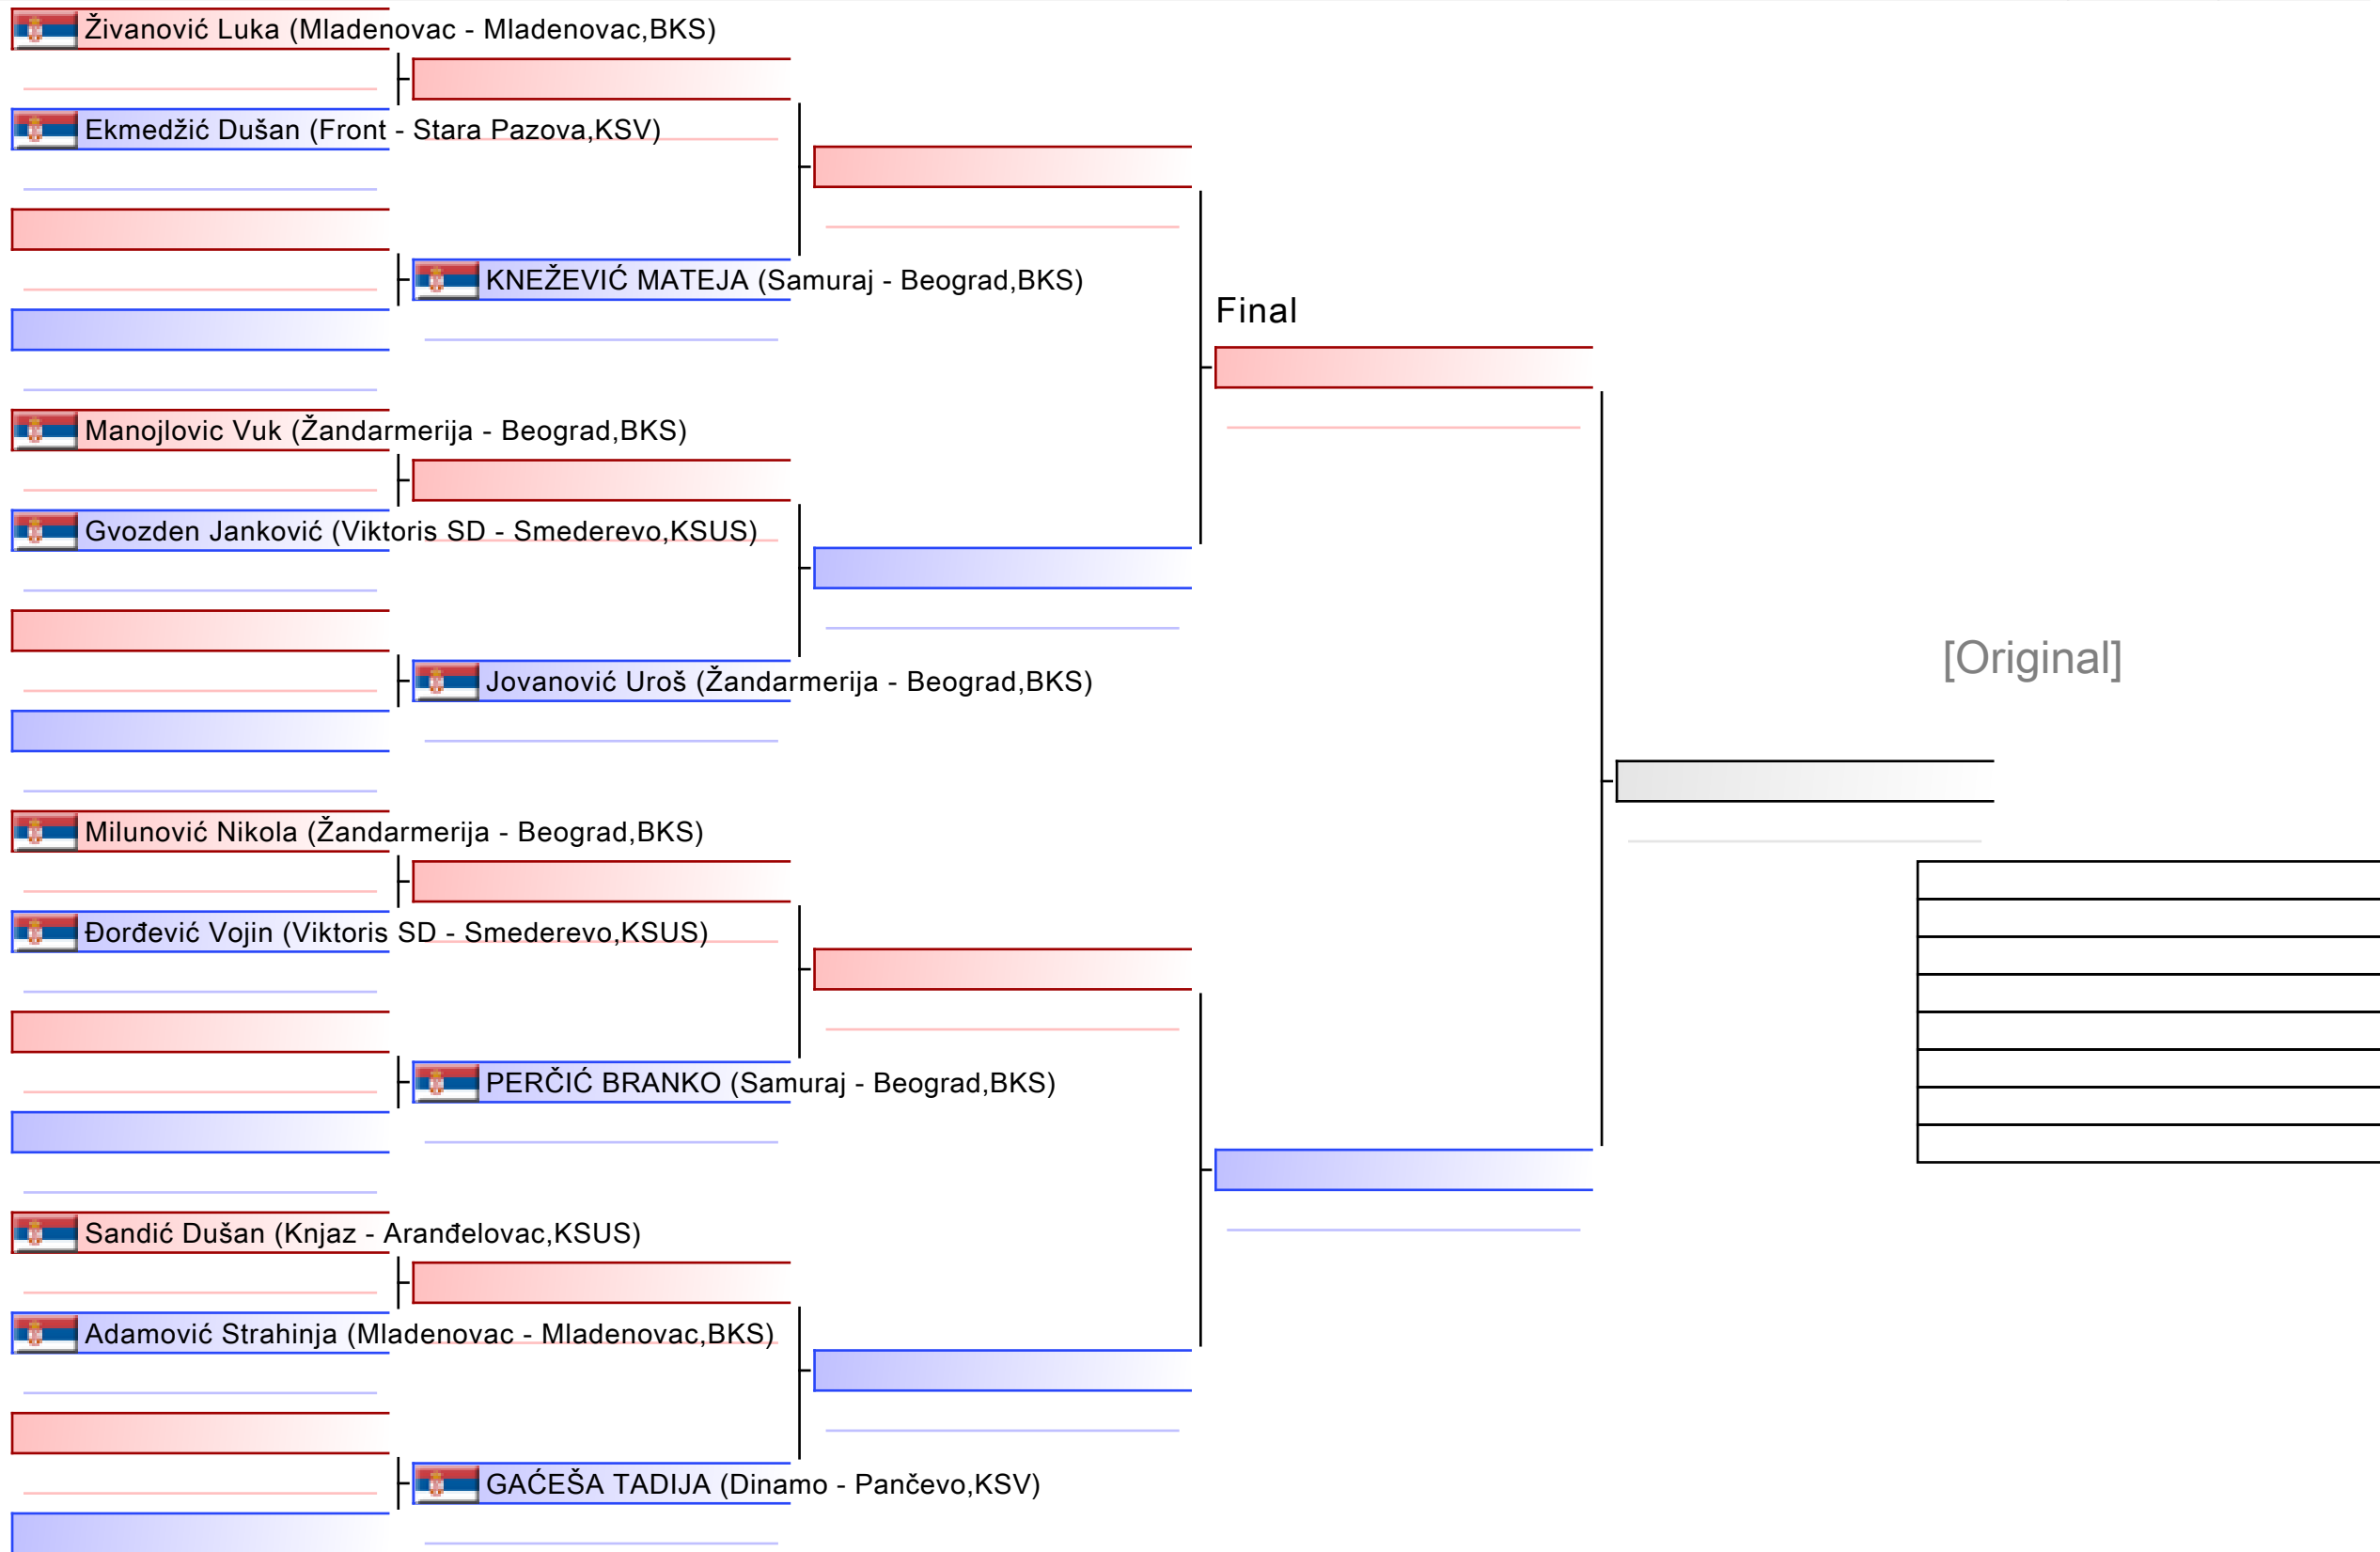 Živanović Luka (Mladenovac - Mladenovac,BKS)
Ekmedžić Dušan (Front - Stara Pazova,KSV)
KNEŽEVIĆ MATEJA (Samuraj - Beograd,BKS)
Final
Manojlovic Vuk (Žandarmerija - Beograd,BKS)
Gvozden Janković (Viktoris SD - Smederevo,KSUS)
[Original]
Jovanović Uroš (Žandarmerija - Beograd,BKS)
Milunović Nikola (Žandarmerija - Beograd,BKS)
Đorđević Vojin (Viktoris SD - Smederevo,KSUS)
PERČIĆ BRANKO (Samuraj - Beograd,BKS)
Sandić Dušan (Knjaz - Aranđelovac,KSUS)
Adamović Strahinja (Mladenovac - Mladenovac,BKS)
GAĆEŠA TADIJA (Dinamo - Pančevo,KSV)